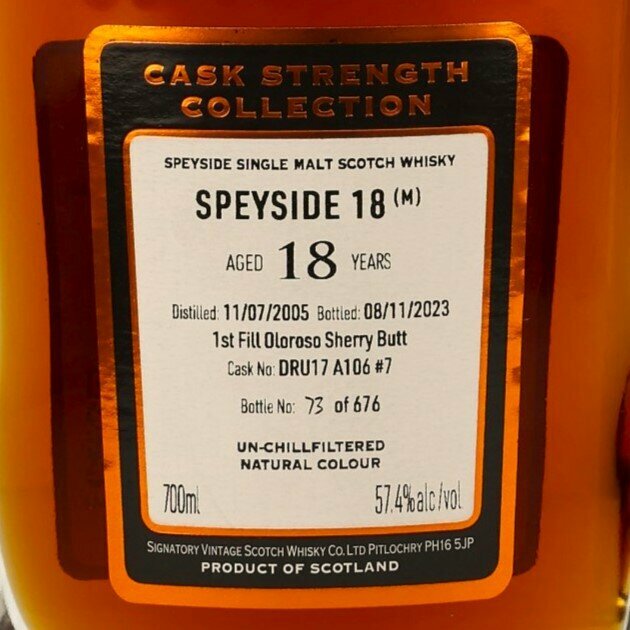 CASK STRENGTH
COLLECTION
SPEYSIDE SINGLE MALT SCOTCH WHISKY
SPEYSIDE 18 (M)
AGED 18 YEARS
Distilled: 11/07/2005 Bottled: 08/11/2023
1st Fill Oloroso Sherry Butt
Cask No: DRU17 A106 #7
Bottle No: 73 of 676
UN-CHILLFILTERED
NATURAL COLOUR
700ml 57.4%alc/vol
SIGNATORY VINTAGE SCOTCH WHISKY CO. LTD PITLOCHRY PH16 5JP
PRODUCT OF SCOTLAND